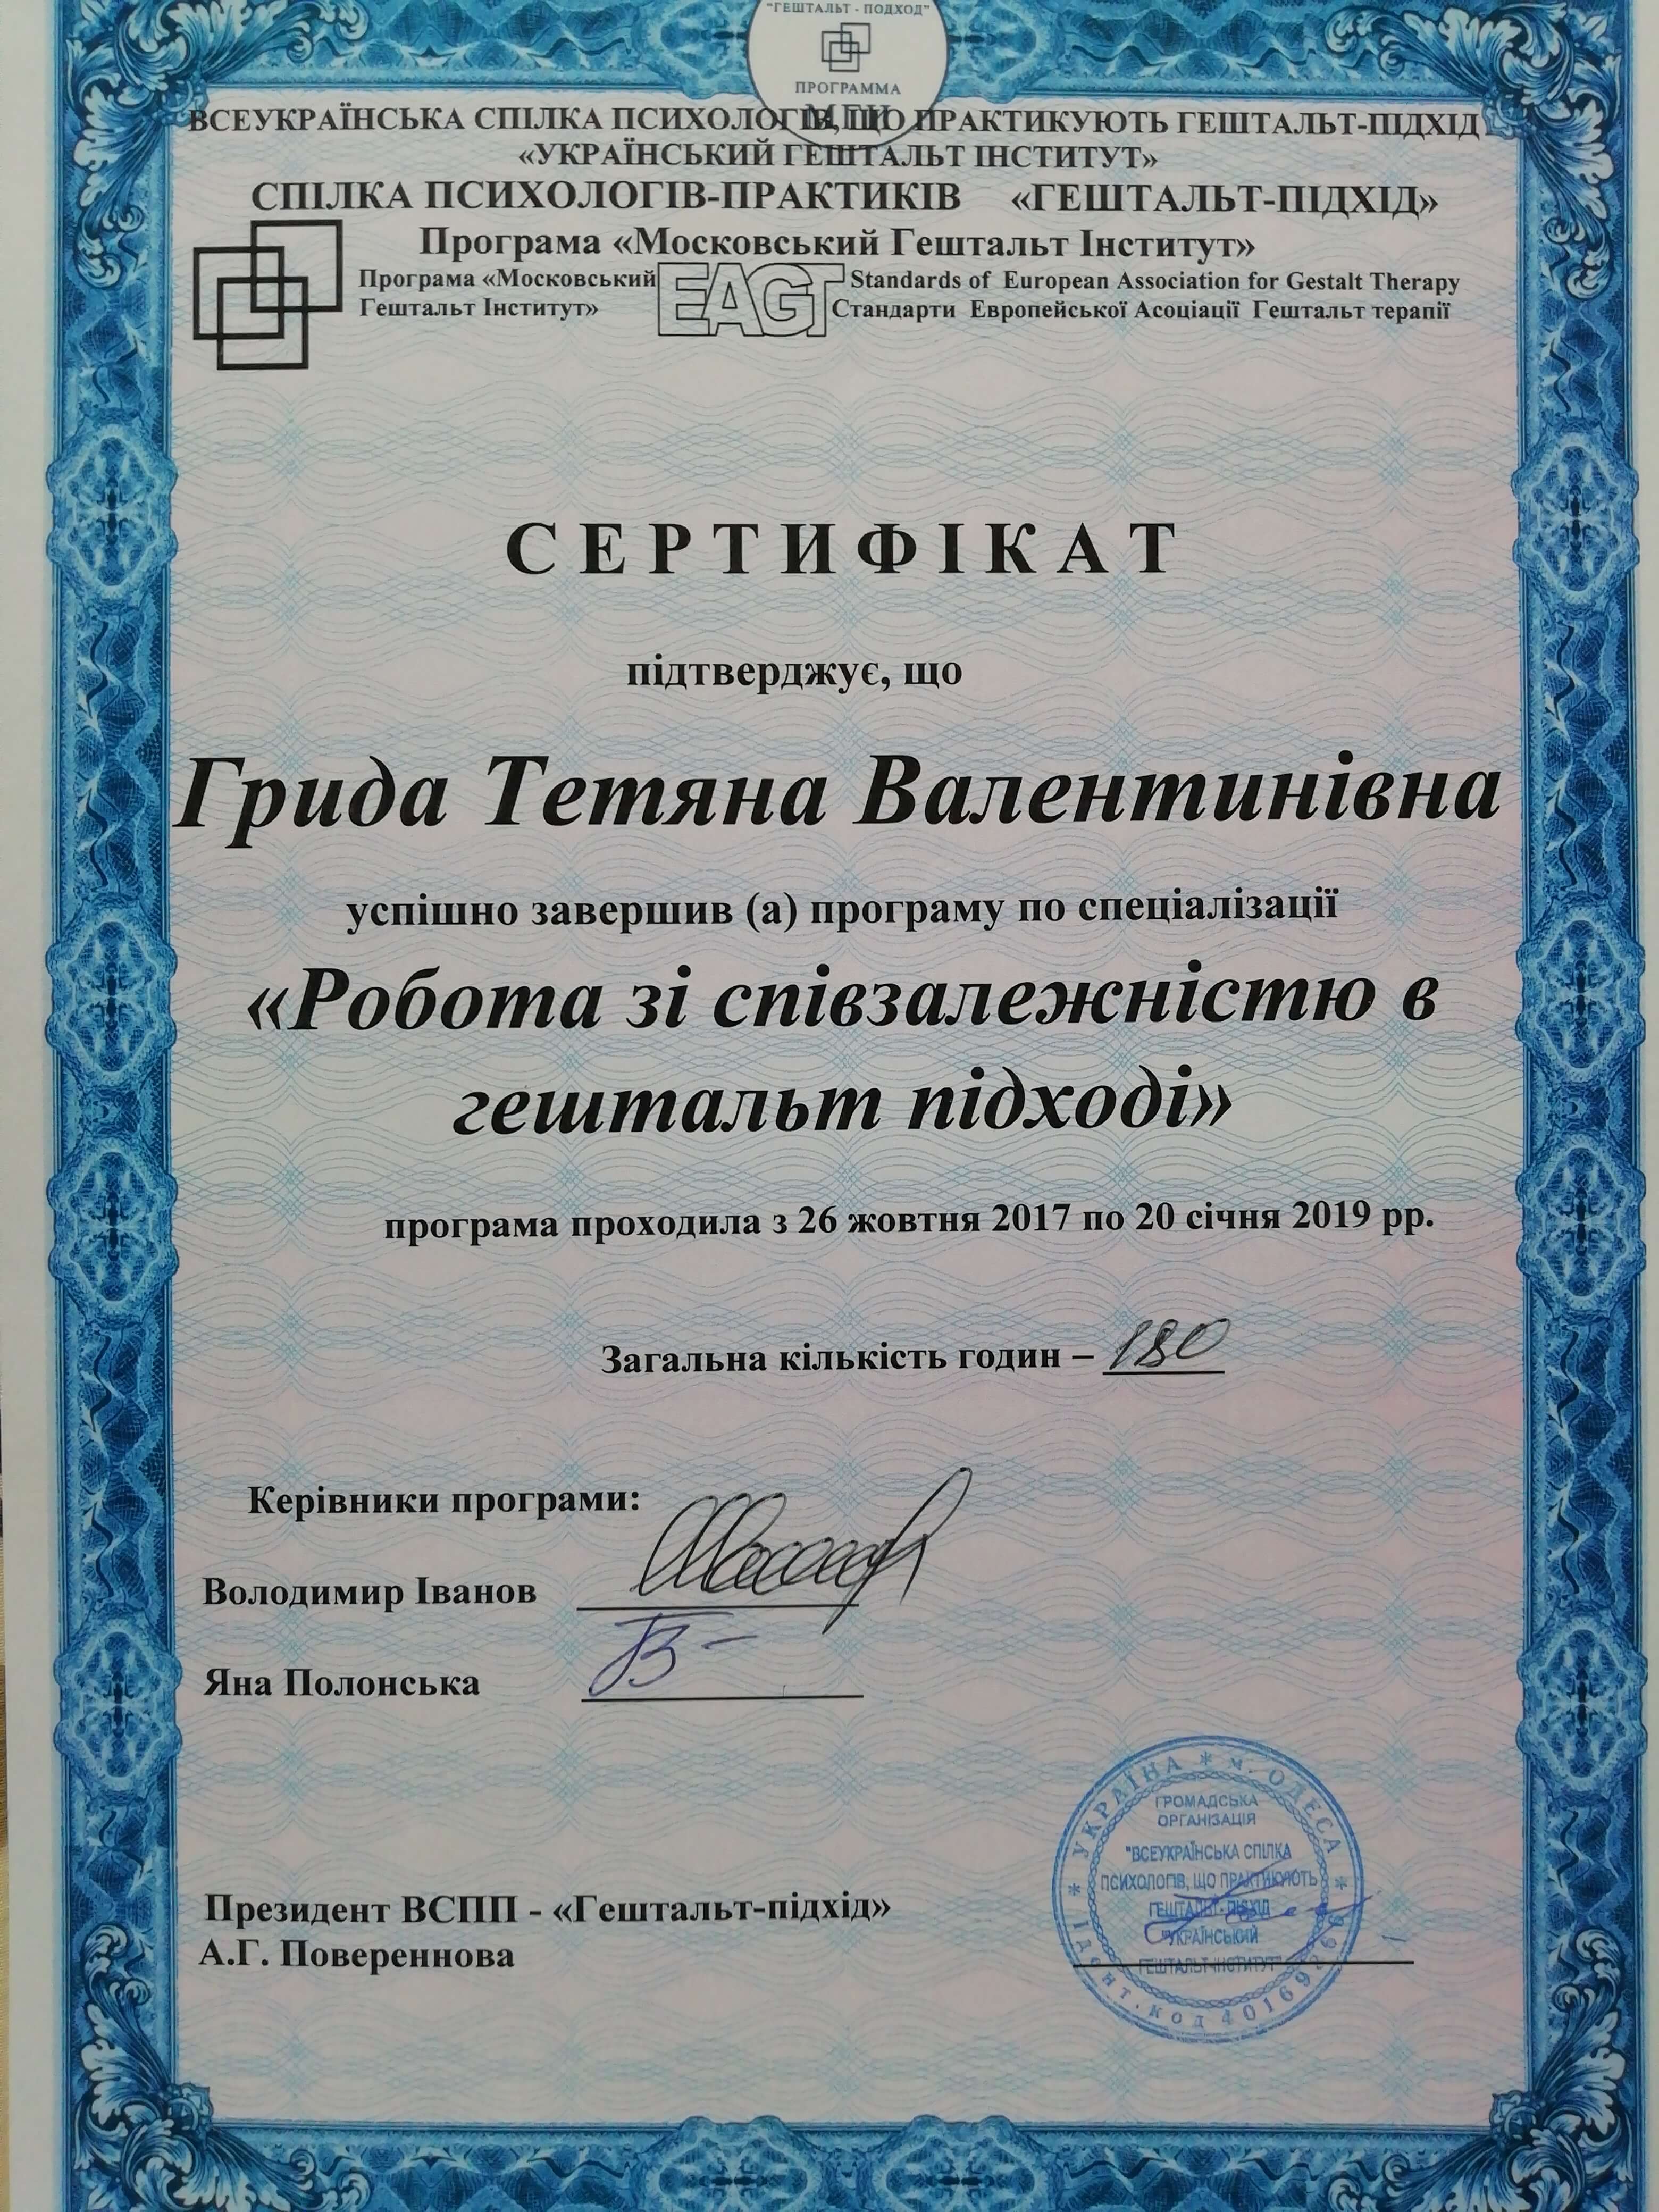 "ГЕШТАЛЬТ - ПОДХОД"
ПРОГРАММА
МГИ
ВСЕУКРАЇНСЬКА СПІЛКА ПСИХОЛОГІВ, ЩО ПРАКТИКУЮТЬ ГЕШТАЛЬТ-ПІДХІД
«УКРАЇНСЬКИЙ ГЕШТАЛЬТ ІНСТИТУТ»
СПІЛКА ПСИХОЛОГІВ-ПРАКТИКІВ «ГЕШТАЛЬТ-ПІДХІД»
Програма «Московський Гештальт Інститут»
Програма «Московський
Гештальт Інститут»
EAGT
Standards of European Association for Gestalt Therapy
Стандарти Европейської Асоціації Гештальт терапії
СЕРТИФІКАТ
підтверджує, що
Грида Тетяна Валентинівна
успішно завершив (а) програму по спеціалізації
«Робота зі співзалежністю в
гештальт підході»
програма проходила з 26 жовтня 2017 по 20 січня 2019 рр.
Загальна кількість годин – 180
Керівники програми:
Володимир Іванов
Яна Полонська
Президент ВСПП - «Гештальт-підхід»
А.Г. Повереннова
УКРАЇНА * м. ОДЕСА
ГРОМАДСЬКА
ОРГАНІЗАЦІЯ
"ВСЕУКРАЇНСЬКА СПІЛКА
ПСИХОЛОГІВ, ЩО ПРАКТИКУЮТЬ
ГЕШТАЛЬТ-ПІДХІД
"УКРАЇНСЬКИЙ
ГЕШТАЛЬТ-ІНСТИТУТ"
Ідент. код